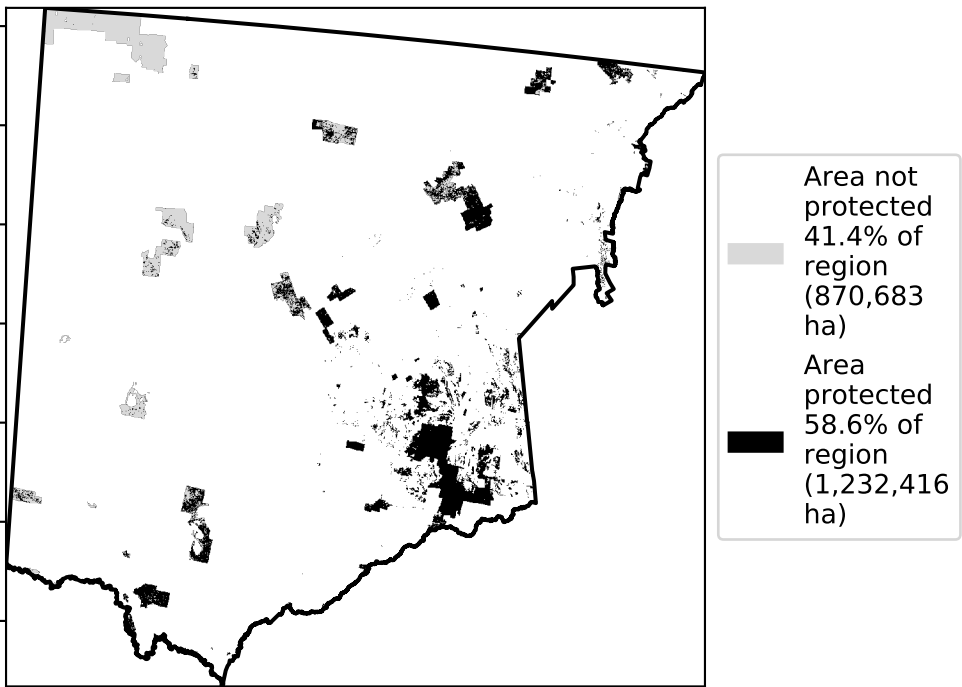 Area not
protected
41.4% of
region
(870,683
ha)
Area
protected
58.6% of
region
(1,232,416
ha)